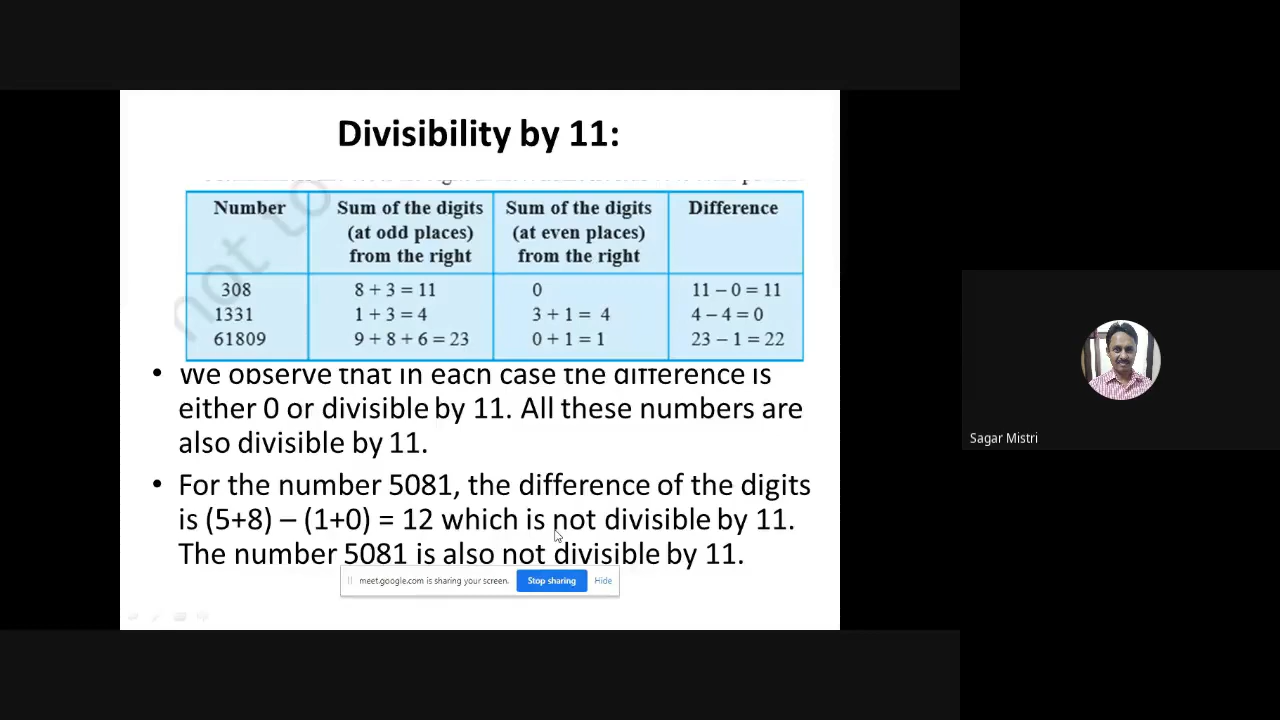 Divisibility by 11:
not to
Number Sum of the digits Sum of the digits Difference
(at odd places) (at even places)
from the right from the right
308 8 + 3 = 11 0 11 – 0 = 11
1331 1 + 3 = 4 3 + 1 = 4 4 – 4 = 0
61809 9 + 8 + 6 = 23 0 + 1 = 1 23 – 1 = 22
• We observe that in each case the difference is
either 0 or divisible by 11. All these numbers are
also divisible by 11.
• For the number 5081, the difference of the digits
is (5+8) – (1+0) = 12 which is not divisible by 11.
The number 5081 is also not divisible by 11.
meet.google.com is sharing your screen. Stop sharing Hide
Sagar Mistri